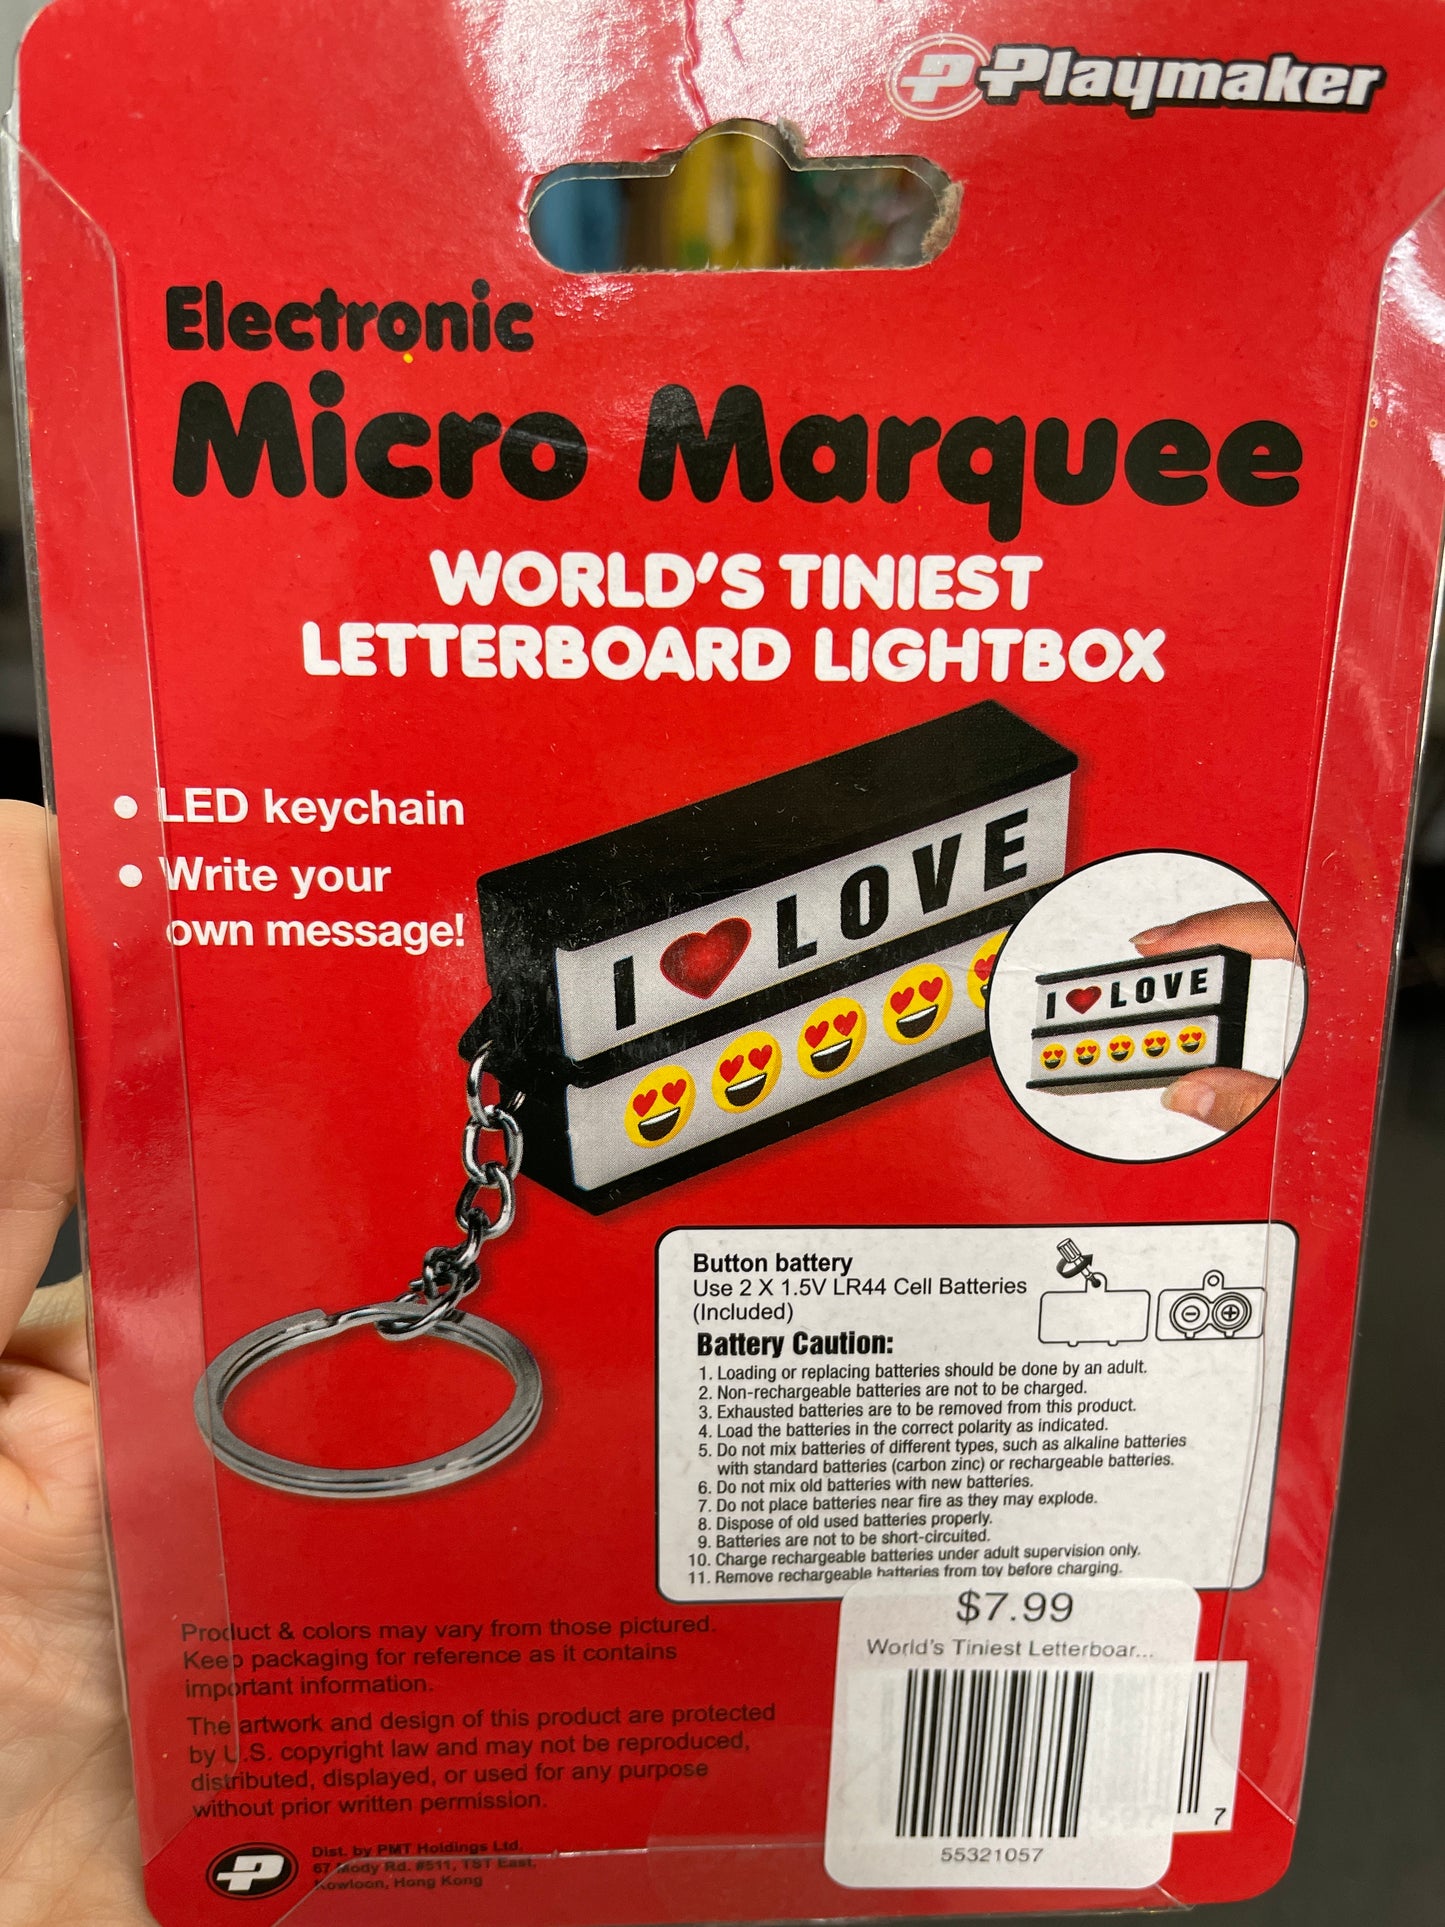 Playmaker
Electronic
Micro Marquee
WORLD'S TINIEST
LETTERBOARD LIGHTBOX
• LED keychain
• Write your
own message!
I ❤ LOVE
I ❤ LOVE
Button battery
Use 2 X 1.5V LR44 Cell Batteries
(Included)
Battery Caution:
1. Loading or replacing batteries should be done by an adult.
2. Non-rechargeable batteries are not to be charged.
3. Exhausted batteries are to be removed from this product.
4. Load the batteries in the correct polarity as indicated.
5. Do not mix batteries of different types, such as alkaline batteries
with standard batteries (carbon zinc) or rechargeable batteries.
6. Do not mix old batteries with new batteries.
7. Do not place batteries near fire as they may explode.
8. Dispose of old used batteries properly.
9. Batteries are not to be short-circuited.
10. Charge rechargeable batteries under adult supervision only.
11. Remove rechargeable batteries from toy before charging.
$7.99
World's Tiniest Letterboar...
7
55321057
Product & colors may vary from those pictured.
Keep packaging for reference as it contains
important information.
The artwork and design of this product are protected
by U.S. copyright law and may not be reproduced,
distributed, displayed, or used for any purpose
without prior written permission.
Dist. by PMT Holdings Ltd.
67 Mody Rd. #511, TST East,
Kowloon, Hong Kong